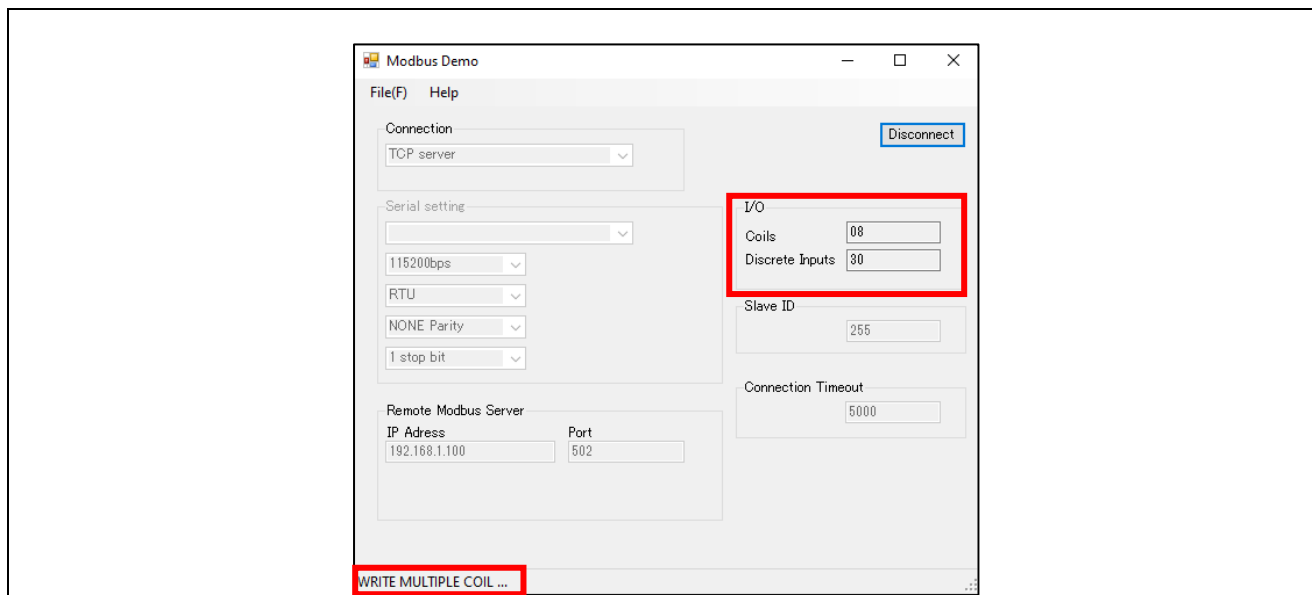 Modbus Demo
File(F) Help
Connection
TCP server
Disconnect
Serial setting
115200bps
RTU
NONE Parity
1 stop bit
I/O
Coils 08
Discrete Inputs 30
Slave ID
255
Connection Timeout
5000
Remote Modbus Server
IP Adress Port
192.168.1.100 502
WRITE MULTIPLE COIL ...